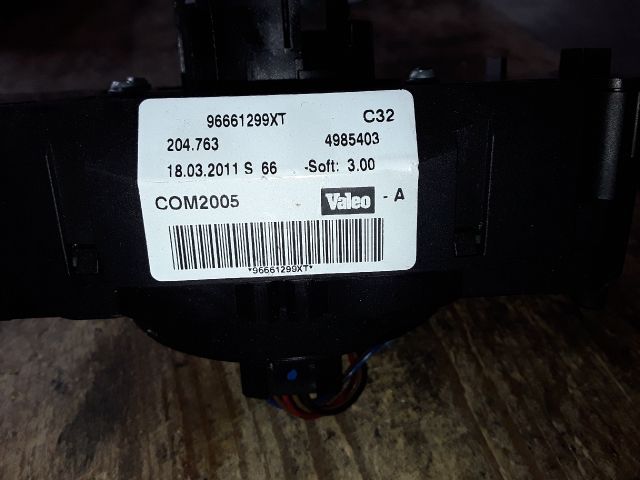 96661299XT C32
204.763 4985403
18.03.2011 S 66 -Soft: 3.00
COM2005 Valeo - A
*96661299XT*